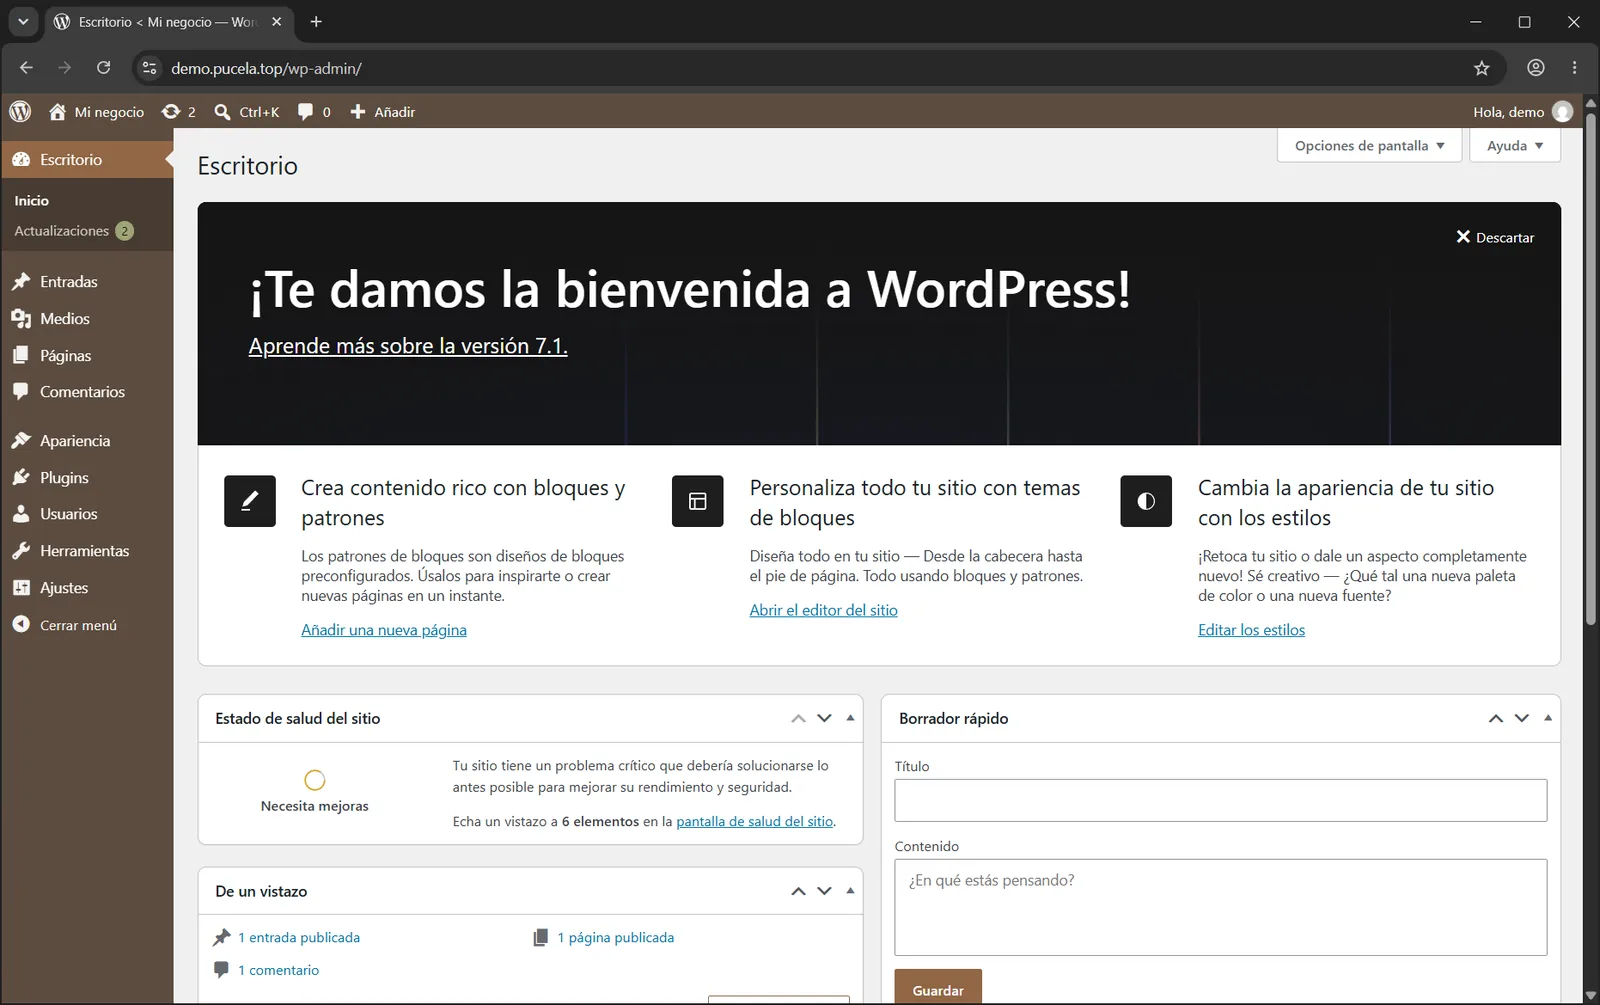 Escritorio < Mi negocio — Wor
demo.pucela.top/wp-admin/
Mi negocio 2 Ctrl+K 0 Añadir Hola, demo
Escritorio
Inicio
Actualizaciones 2
Entradas
Medios
Páginas
Comentarios
Apariencia
Plugins
Usuarios
Herramientas
Ajustes
Cerrar menú
Opciones de pantalla ▼ Ayuda ▼
Escritorio
Descartar
¡Te damos la bienvenida a WordPress!
Aprende más sobre la versión 7.1.
Crea contenido rico con bloques y
patrones
Los patrones de bloques son diseños de bloques
preconfigurados. Úsalos para inspirarte o crear
nuevas páginas en un instante.
Añadir una nueva página
Personaliza todo tu sitio con temas
de bloques
Diseña todo en tu sitio — Desde la cabecera hasta
el pie de página. Todo usando bloques y patrones.
Abrir el editor del sitio
Cambia la apariencia de tu sitio
con los estilos
¡Retoca tu sitio o dale un aspecto completamente
nuevo! Sé creativo — ¿Qué tal una nueva paleta
de color o una nueva fuente?
Editar los estilos
Estado de salud del sitio
Necesita mejoras
Tu sitio tiene un problema crítico que debería solucionarse lo
antes posible para mejorar su rendimiento y seguridad.
Echa un vistazo a 6 elementos en la pantalla de salud del sitio.
De un vistazo
1 entrada publicada
1 página publicada
1 comentario
Borrador rápido
Título
Contenido
¿En qué estás pensando?
Guardar